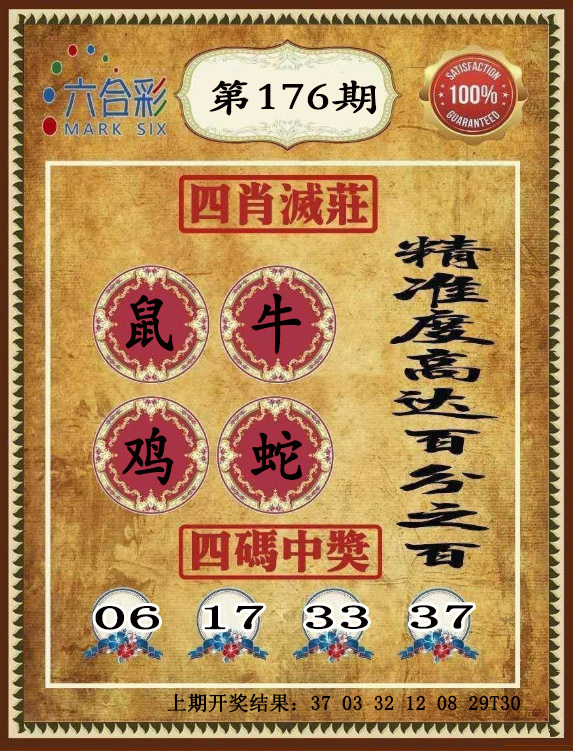 六合彩
MARK SIX
第176期
SATISFACTION
100%
GUARANTEED
四肖滅莊
鼠 牛
鸡 蛇
精准度高达百分之百
四碼中獎
06 17 33 37
上期开奖结果：37 03 32 12 08 29T30